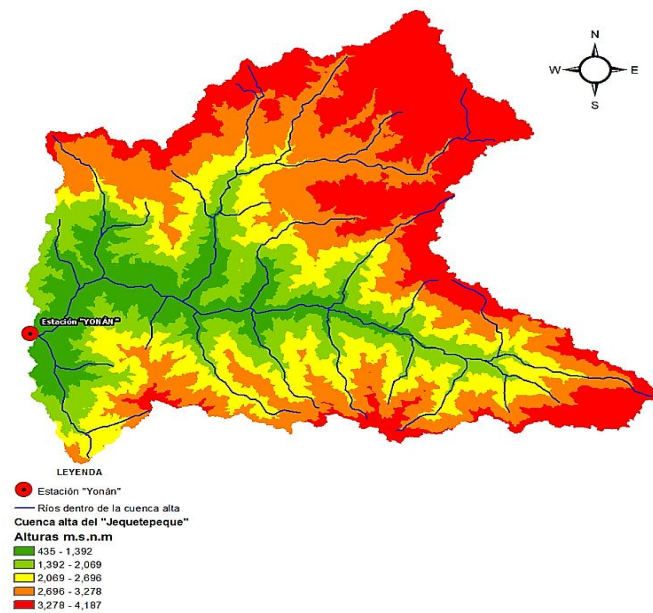 N
W E
S
Estación "YONÁN"
LEYENDA
Estación "Yonán"
Ríos dentro de la cuenca alta
Cuenca alta del "Jequetepeque"
Alturas m.s.n.m
435 - 1,392
1,392 - 2,069
2,069 - 2,696
2,696 - 3,278
3,278 - 4,187